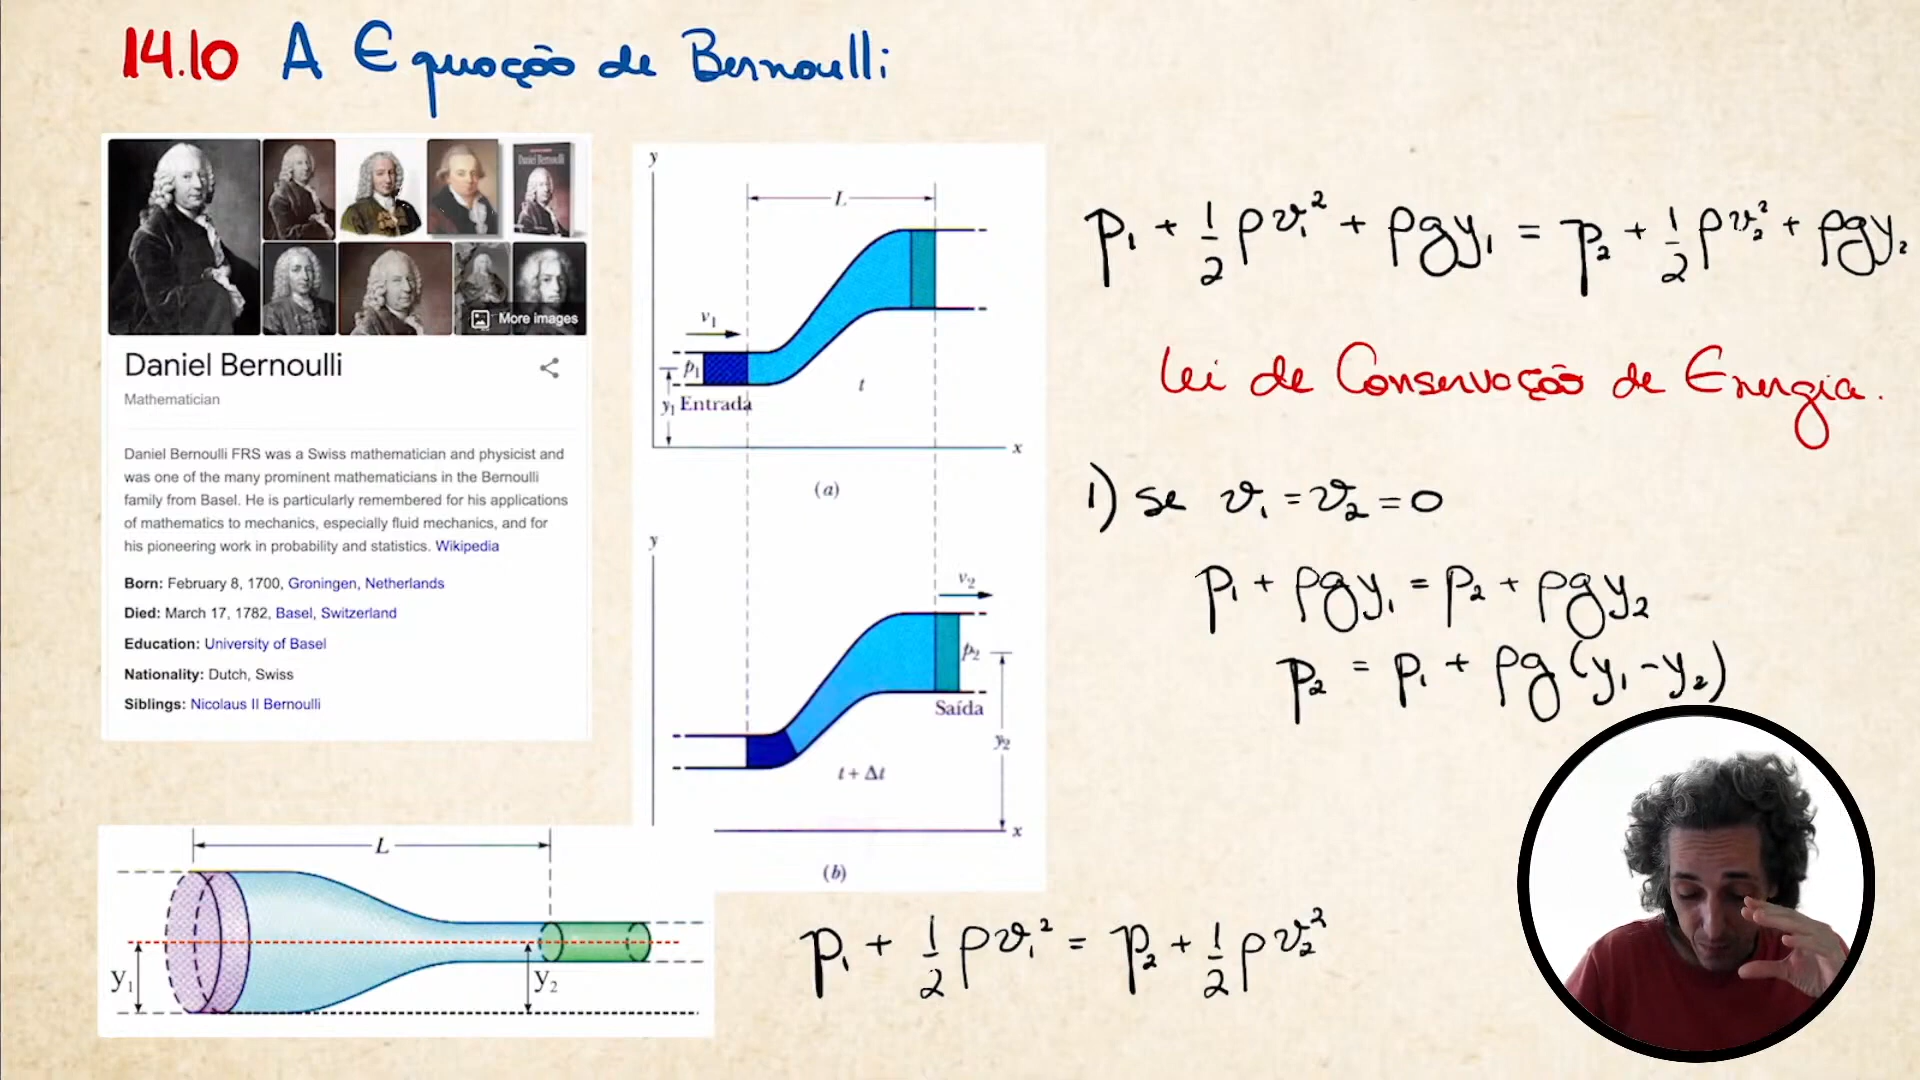 14.10 A Equação de Bernoulli
Daniel Bernoulli
More images
Daniel Bernoulli
Mathematician
Daniel Bernoulli FRS was a Swiss mathematician and physicist and
was one of the many prominent mathematicians in the Bernoulli
family from Basel. He is particularly remembered for his applications
of mathematics to mechanics, especially fluid mechanics, and for
his pioneering work in probability and statistics. Wikipedia
Born: February 8, 1700, Groningen, Netherlands
Died: March 17, 1782, Basel, Switzerland
Education: University of Basel
Nationality: Dutch, Swiss
Siblings: Nicolaus II Bernoulli
y
L
v₁
p₁
t
y₁ Entrada
x
(a)
y
v₂
p₂
Saída
y₂
t + Δt
x
(b)
L
y₁
y₂
p₁ + 1/2 ρv₁² + ρgy₁ = p₂ + 1/2 ρv₂² + ρgy₂
Lei de Conservação de Energia.
1) se v₁ = v₂ = 0
p₁ + ρgy₁ = p₂ + ρgy₂
p₂ = p₁ + ρg(y₁ - y₂)
p₁ + 1/2 ρv₁² = p₂ + 1/2 ρv₂²